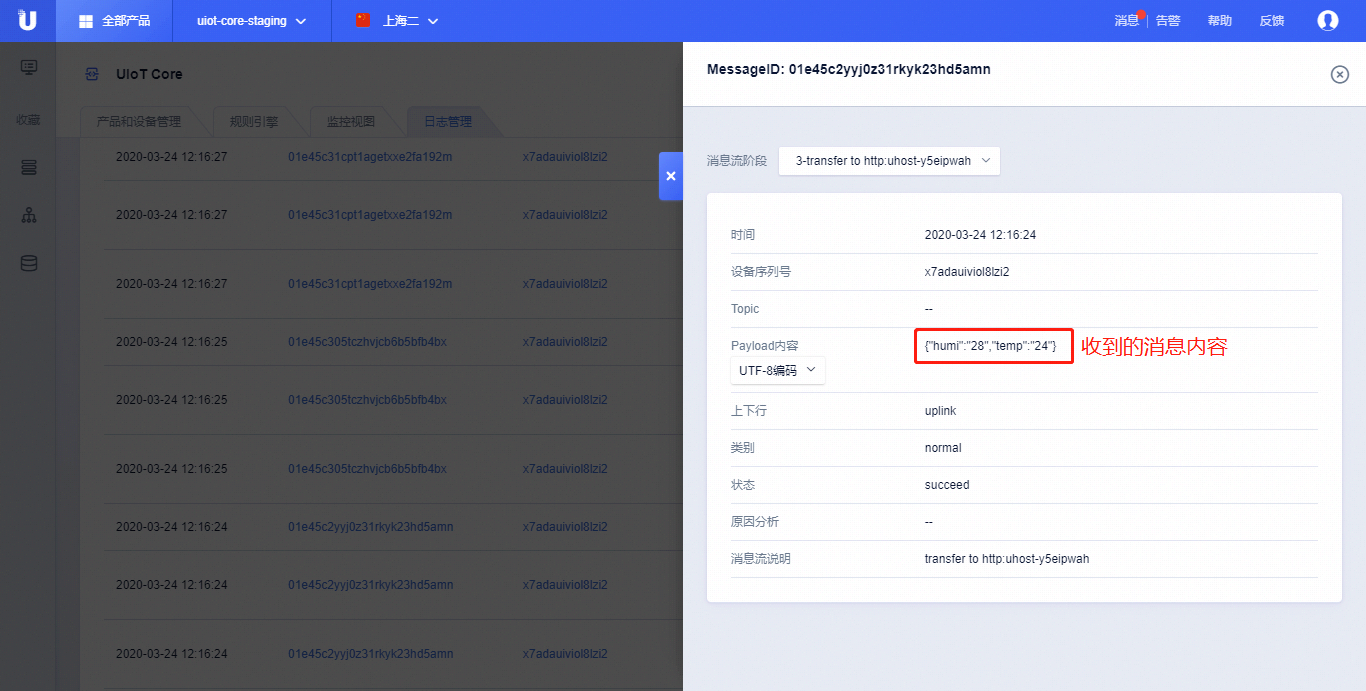 U 全部产品 uiot-core-staging 上海二 消息 告警 帮助 反馈
收藏
UIoT Core
产品和设备管理 规则引擎 监控视图 日志管理
2020-03-24 12:16:27 01e45c31cpt1agetxxe2fa192m x7adauiviol8lzi2
2020-03-24 12:16:27 01e45c31cpt1agetxxe2fa192m x7adauiviol8lzi2
2020-03-24 12:16:27 01e45c31cpt1agetxxe2fa192m x7adauiviol8lzi2
2020-03-24 12:16:25 01e45c305tczhvjcb6b5bfb4bx x7adauiviol8lzi2
2020-03-24 12:16:25 01e45c305tczhvjcb6b5bfb4bx x7adauiviol8lzi2
2020-03-24 12:16:25 01e45c305tczhvjcb6b5bfb4bx x7adauiviol8lzi2
2020-03-24 12:16:24 01e45c2yyj0z31rkyk23hd5amn x7adauiviol8lzi2
2020-03-24 12:16:24 01e45c2yyj0z31rkyk23hd5amn x7adauiviol8lzi2
2020-03-24 12:16:24 01e45c2yyj0z31rkyk23hd5amn x7adauiviol8lzi2
MessageID: 01e45c2yyj0z31rkyk23hd5amn
消息流阶段 3-transfer to http:uhost-y5eipwah
时间 2020-03-24 12:16:24
设备序列号 x7adauiviol8lzi2
Topic --
Payload内容 {"humi":"28","temp":"24"} 收到的消息内容
UTF-8编码
上下行 uplink
类别 normal
状态 succeed
原因分析 --
消息流说明 transfer to http:uhost-y5eipwah